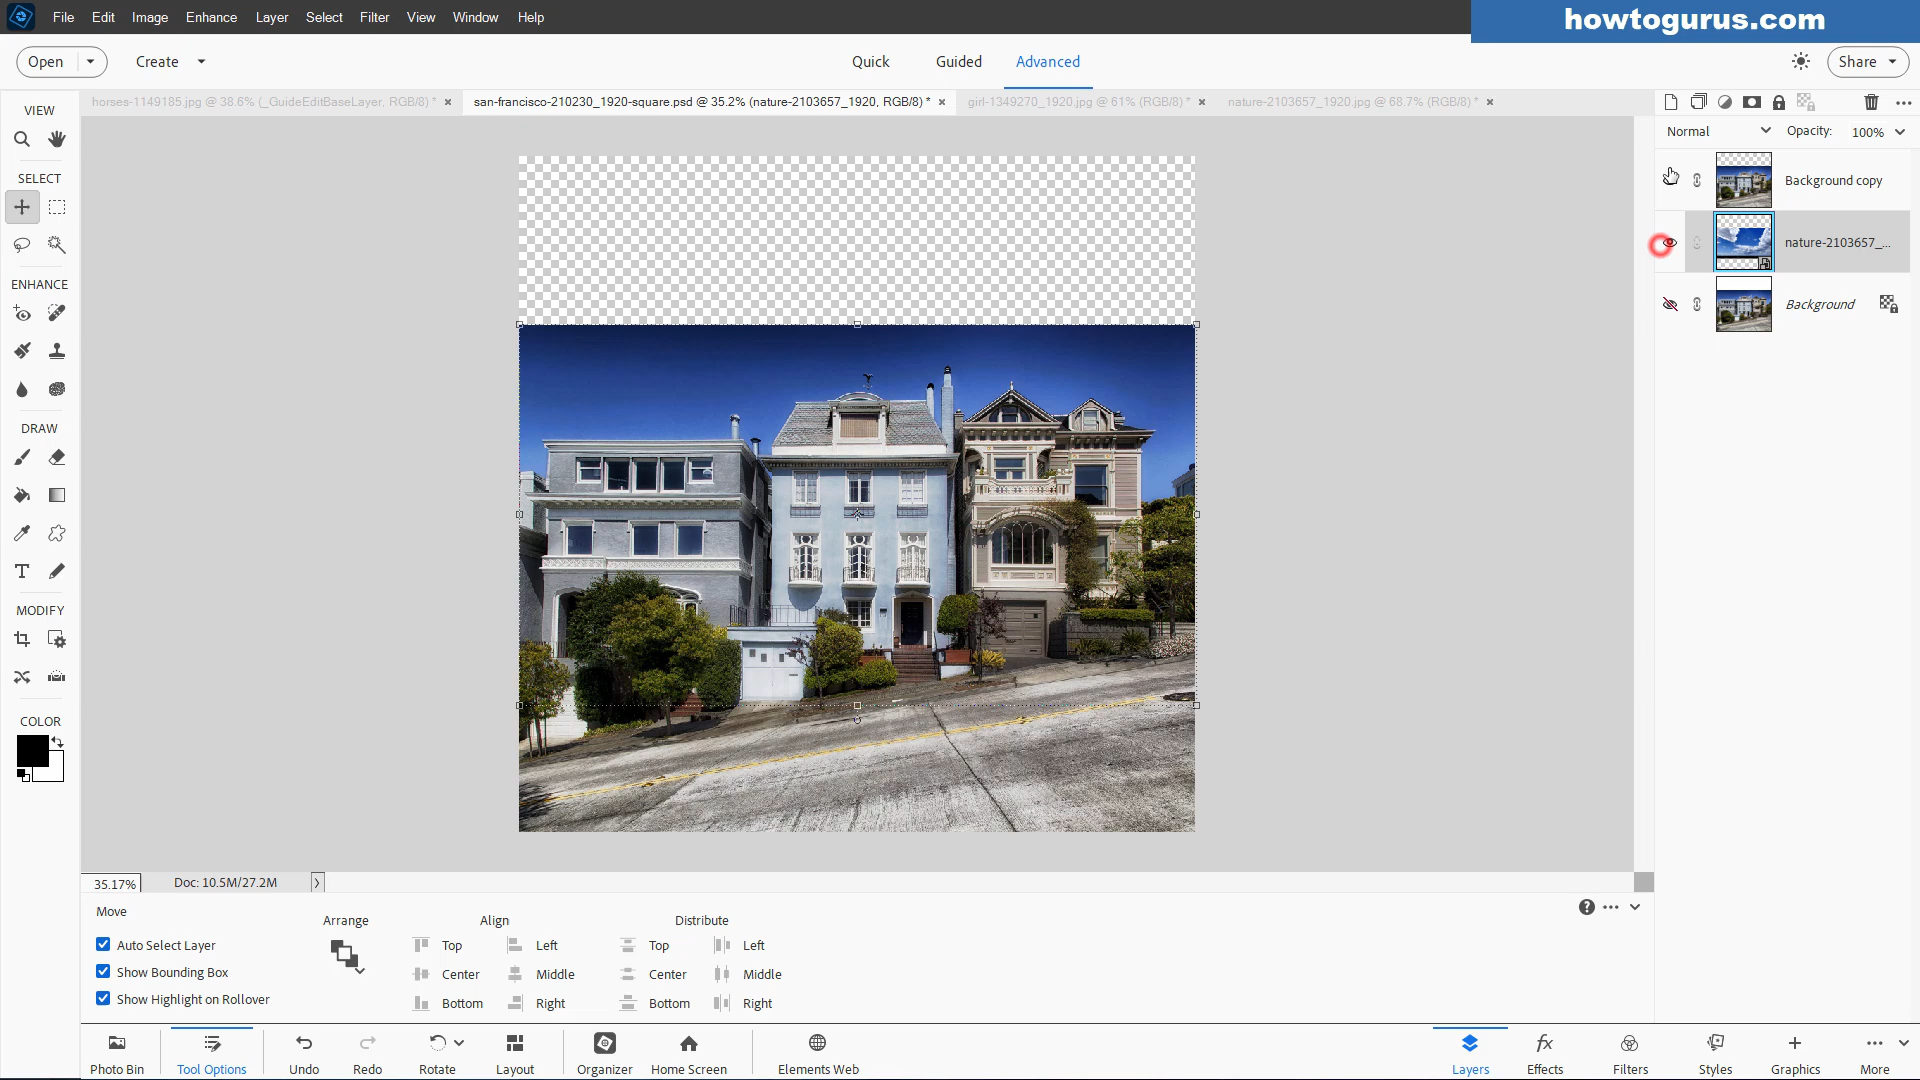 File Edit Image Enhance Layer Select Filter View Window Help
howtogurus.com
Open Create Quick Guided Advanced Share
horses-1149185.jpg @ 38.6% (_GuideEditBaseLayer, RGB/8) * × san-francisco-210230_1920-square.psd @ 35.2% (nature-2103657_1920, RGB/8) * × girl-1349270_1920.jpg @ 61% (RGB/8) * × nature-2103657_1920.jpg @ 68.7% (RGB/8) * ×
VIEW
SELECT
ENHANCE
DRAW
MODIFY
COLOR
Normal Opacity: 100%
Background copy
nature-2103657_...
Background
35.17% Doc: 10.5M/27.2M
Move
Auto Select Layer
Show Bounding Box
Show Highlight on Rollover
Arrange
Align
Top Left
Center Middle
Bottom Right
Distribute
Top Left
Center Middle
Bottom Right
Photo Bin Tool Options Undo Redo Rotate Layout Organizer Home Screen Elements Web Layers Effects Filters Styles Graphics More